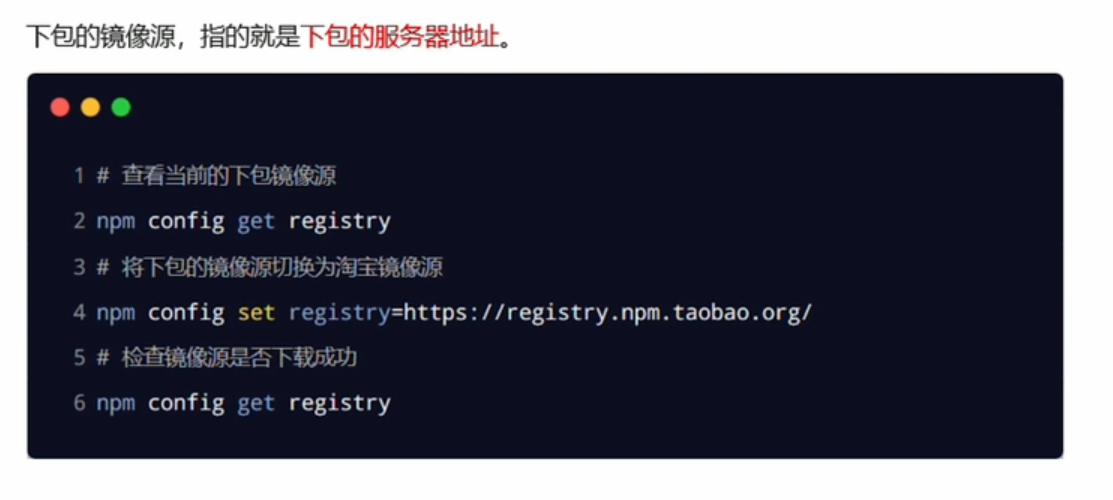 下包的镜像源，指的就是下包的服务器地址。
1 # 查看当前的下包镜像源
2 npm config get registry
3 # 将下包的镜像源切换为淘宝镜像源
4 npm config set registry=https://registry.npm.taobao.org/
5 # 检查镜像源是否下载成功
6 npm config get registry